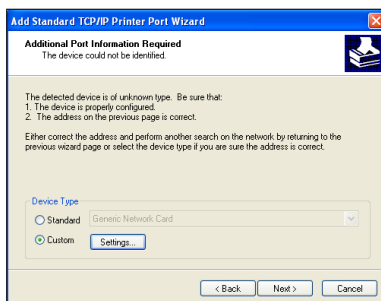 Add Standard TCP/IP Printer Port Wizard
Additional Port Information Required
The device could not be identified.
The detected device is of unknown type. Be sure that:
1. The device is properly configured.
2. The address on the previous page is correct.
Either correct the address and perform another search on the network by returning to the
previous wizard page or select the device type if you are sure the address is correct.
Device Type
Standard Generic Network Card
Custom Settings...
< Back Next > Cancel